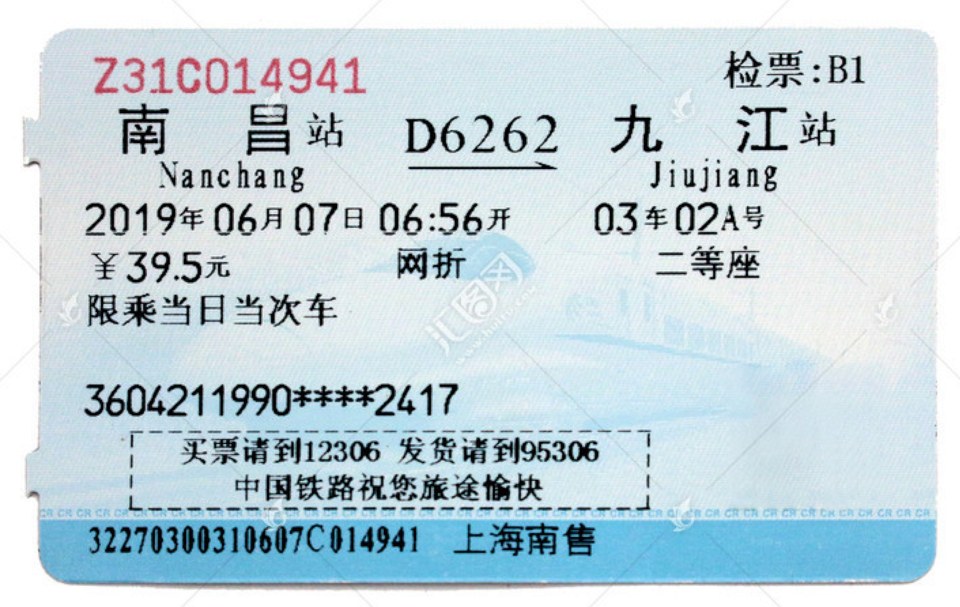 Z31C014941 检票:B1
南昌站 D6262 九江站
Nanchang Jiujiang
2019年06月07日06:56开 03车02A号
¥39.5元 网折 二等座
限乘当日当次车
3604211990****2417
买票请到12306 发货请到95306
中国铁路祝您旅途愉快
32270300310607C014941 上海南售